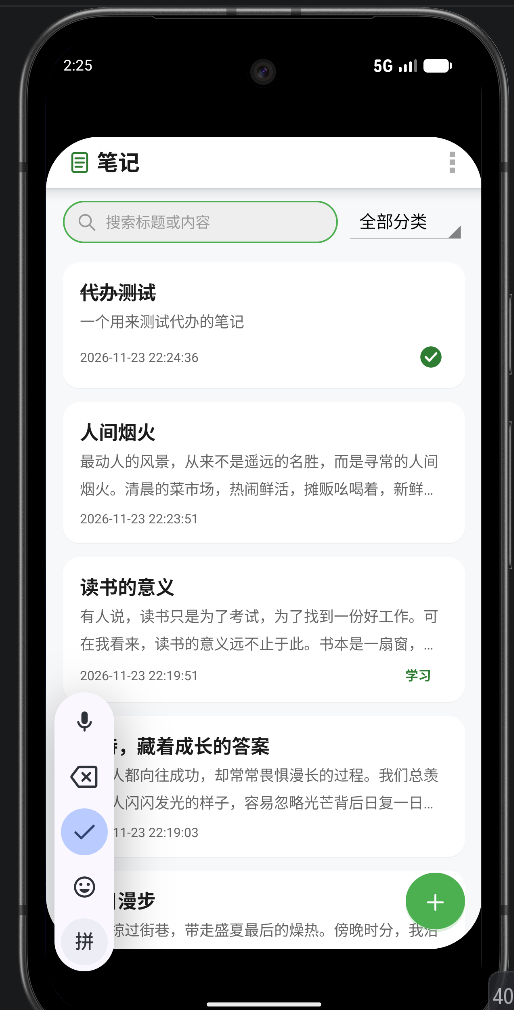 2:25
5G
笔记
搜索标题或内容
全部分类
代办测试
一个用来测试代办的笔记
2026-11-23 22:24:36
人间烟火
最动人的风景，从来不是遥远的名胜，而是寻常的人间
烟火。清晨的菜市场，热闹鲜活，摊贩吆喝着，新鲜…
2026-11-23 22:23:51
读书的意义
有人说，读书只是为了考试，为了找到一份好工作。可
在我看来，读书的意义远不止于此。书本是一扇窗，…
2026-11-23 22:19:51
学习
，藏着成长的答案
人都向往成功，却常常畏惧漫长的过程。我们总羡
人闪闪发光的样子，容易忽略光芒背后日复一日…
11-23 22:19:03
漫步
掠过街巷，带走盛夏最后的燥热。傍晚时分，我沿
拼
40